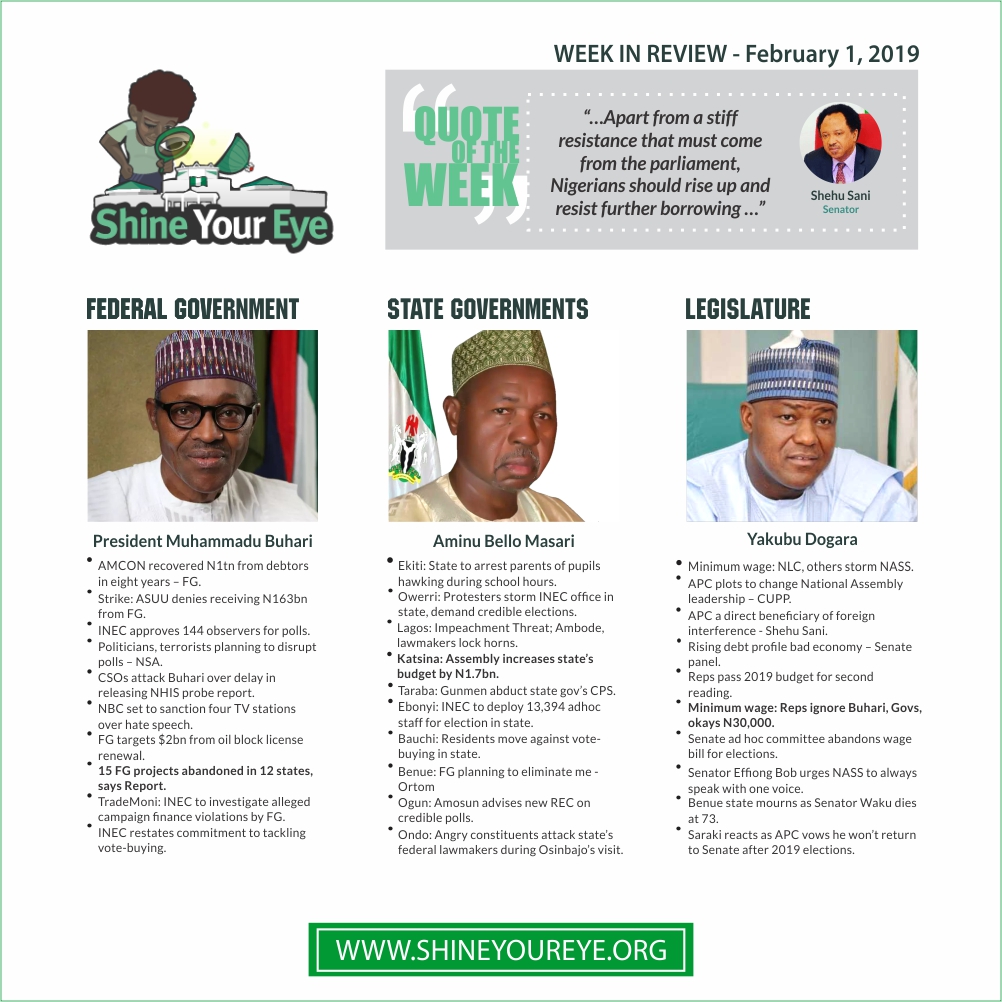 WEEK IN REVIEW - February 1, 2019
Shine Your Eye
QUOTE
OF THE
WEEK
“...Apart from a stiff
resistance that must come
from the parliament,
Nigerians should rise up and
resist further borrowing ...”
Shehu Sani
Senator
FEDERAL GOVERNMENT
President Muhammadu Buhari
• AMCON recovered N1tn from debtors
in eight years – FG.
• Strike: ASUU denies receiving N163bn
from FG.
• INEC approves 144 observers for polls.
• Politicians, terrorists planning to disrupt
polls – NSA.
• CSOs attack Buhari over delay in
releasing NHIS probe report.
• NBC set to sanction four TV stations
over hate speech.
• FG targets $2bn from oil block license
renewal.
• 15 FG projects abandoned in 12 states,
says Report.
• TradeMoni: INEC to investigate alleged
campaign finance violations by FG.
• INEC restates commitment to tackling
vote-buying.
STATE GOVERNMENTS
Aminu Bello Masari
• Ekiti: State to arrest parents of pupils
hawking during school hours.
• Owerri: Protesters storm INEC office in
state, demand credible elections.
• Lagos: Impeachment Threat; Ambode,
lawmakers lock horns.
• Katsina: Assembly increases state’s
budget by N1.7bn.
• Taraba: Gunmen abduct state gov’s CPS.
• Ebonyi: INEC to deploy 13,394 adhoc
staff for election in state.
• Bauchi: Residents move against vote-
buying in state.
• Benue: FG planning to eliminate me -
Ortom
• Ogun: Amosun advises new REC on
credible polls.
• Ondo: Angry constituents attack state’s
federal lawmakers during Osinbajo’s visit.
LEGISLATURE
Yakubu Dogara
• Minimum wage: NLC, others storm NASS.
• APC plots to change National Assembly
leadership – CUPP.
• APC a direct beneficiary of foreign
interference - Shehu Sani.
• Rising debt profile bad economy – Senate
panel.
• Reps pass 2019 budget for second
reading.
• Minimum wage: Reps ignore Buhari, Govs,
okays N30,000.
• Senate ad hoc committee abandons wage
bill for elections.
• Senator Effiong Bob urges NASS to always
speak with one voice.
• Benue state mourns as Senator Waku dies
at 73.
• Saraki reacts as APC vows he won’t return
to Senate after 2019 elections.
WWW.SHINEYOUREYE.ORG